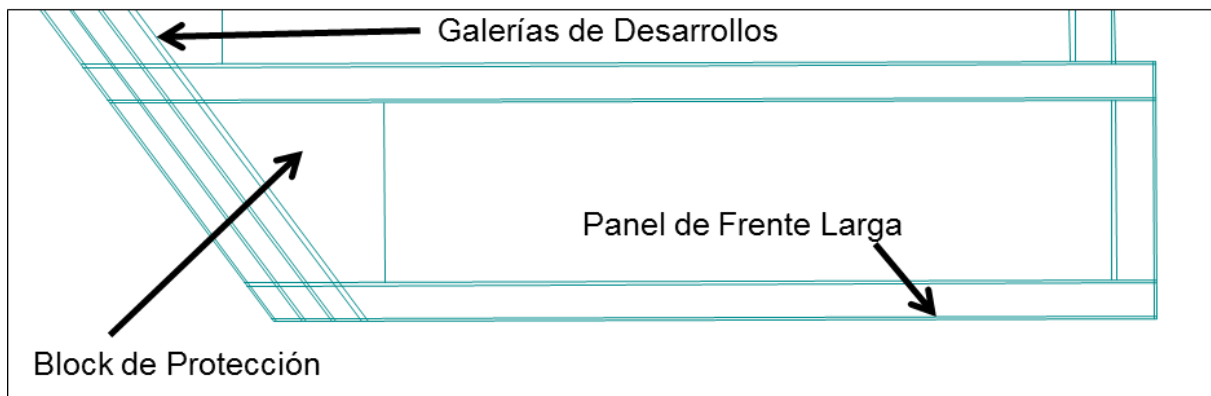 Galerías de Desarrollos
Panel de Frente Larga
Block de Protección